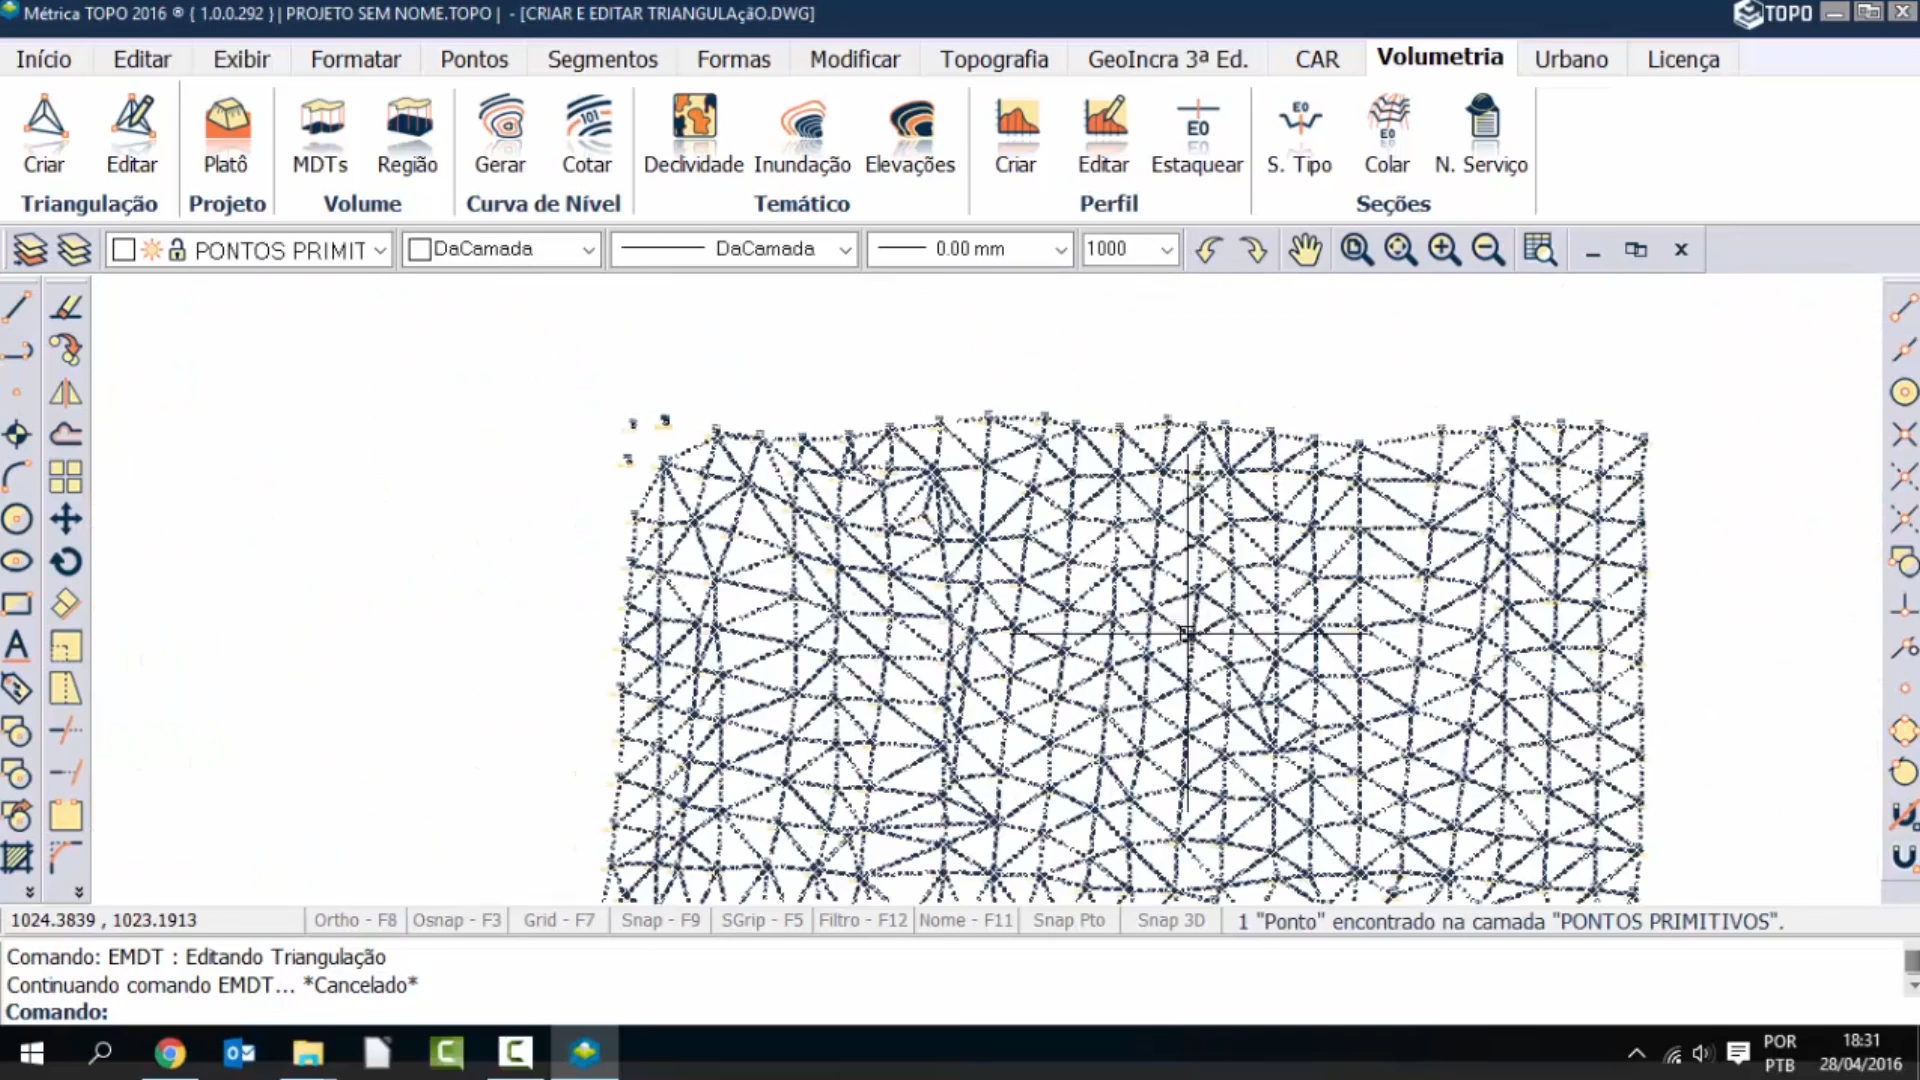 Métrica TOPO 2016 ® { 1.0.0.292 } | PROJETO SEM NOME.TOPO | - [CRIAR E EDITAR TRIANGULAçãO.DWG]
TOPO
Início Editar Exibir Formatar Pontos Segmentos Formas Modificar Topografia GeoIncra 3ª Ed. CAR Volumetria Urbano Licença
Criar Editar Platô MDTs Região Gerar Cotar Declividade Inundação Elevações Criar Editar Estaquear S. Tipo Colar N. Serviço
Triangulação Projeto Volume Curva de Nível Temático Perfil Seções
PONTOS PRIMIT DaCamada DaCamada 0.00 mm 1000
1024.3839 , 1023.1913 Ortho - F8 Osnap - F3 Grid - F7 Snap - F9 SGrip - F5 Filtro - F12 Nome - F11 Snap Pto Snap 3D 1 "Ponto" encontrado na camada "PONTOS PRIMITIVOS".
Comando: EMDT : Editando Triangulação
Continuando comando EMDT... *Cancelado*
Comando:
POR 18:31
PTB 28/04/2016